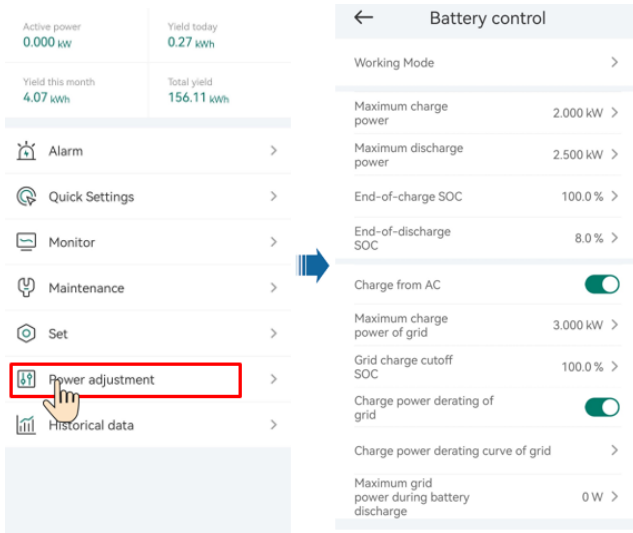 Active power
0.000 kW
Yield today
0.27 kWh
Yield this month
4.07 kWh
Total yield
156.11 kWh
Alarm
Quick Settings
Monitor
Maintenance
Set
Power adjustment
Historical data
Battery control
Working Mode
Maximum charge
power
2.000 kW
Maximum discharge
power
2.500 kW
End-of-charge SOC
100.0 %
End-of-discharge
SOC
8.0 %
Charge from AC
Maximum charge
power of grid
3.000 kW
Grid charge cutoff
SOC
100.0 %
Charge power derating of
grid
Charge power derating curve of grid
Maximum grid
power during battery
discharge
0 W